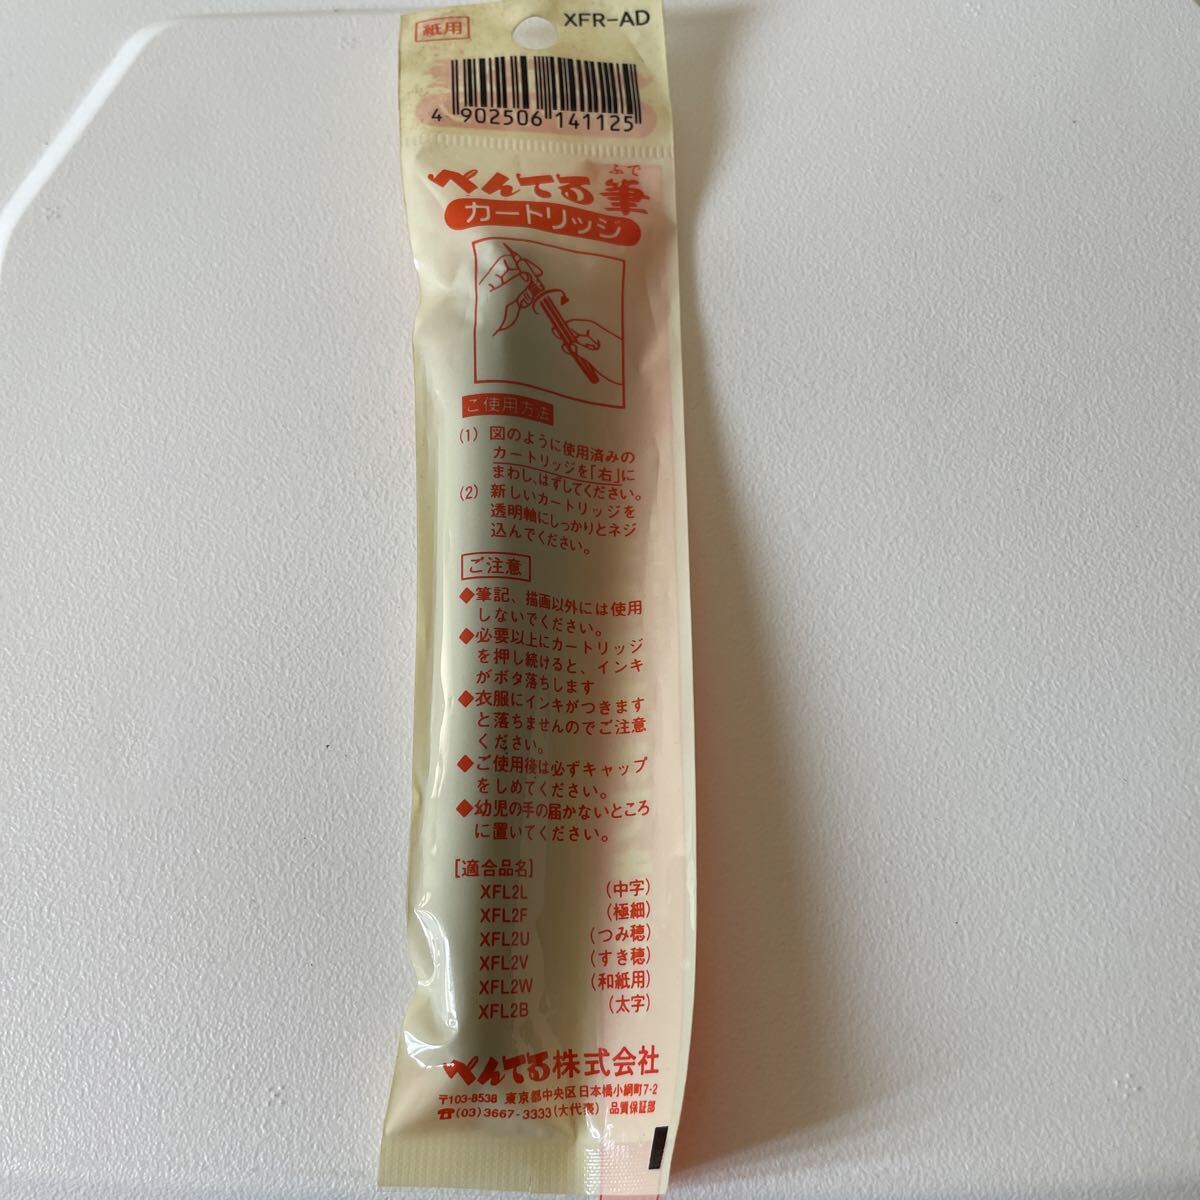 紙用
XFR-AD
4 902506 141125
ふで
ぺんてる筆
カートリッジ
ご使用方法
(1) 図のように使用済みの
カートリッジを「右」に
まわし、はずしてください。
(2) 新しいカートリッジを
透明軸にしっかりとネジ
込んでください。
ご注意
◆筆記、描画以外には使用
しないでください。
◆必要以上にカートリッジ
を押し続けると、インキ
がボタ落ちします
◆衣服にインキがつきます
と落ちませんのでご注意
ください。
◆ご使用後は必ずキャップ
をしめてください。
◆幼児の手の届かないところ
に置いてください。
[適合品名]
XFL2L (中字)
XFL2F (極細)
XFL2U (つみ穂)
XFL2V (すき穂)
XFL2W (和紙用)
XFL2B (太字)
ぺんてる株式会社
〒103-8538 東京都中央区日本橋小網町7-2
☎(03)3667-3333(大代表) 品質保証部